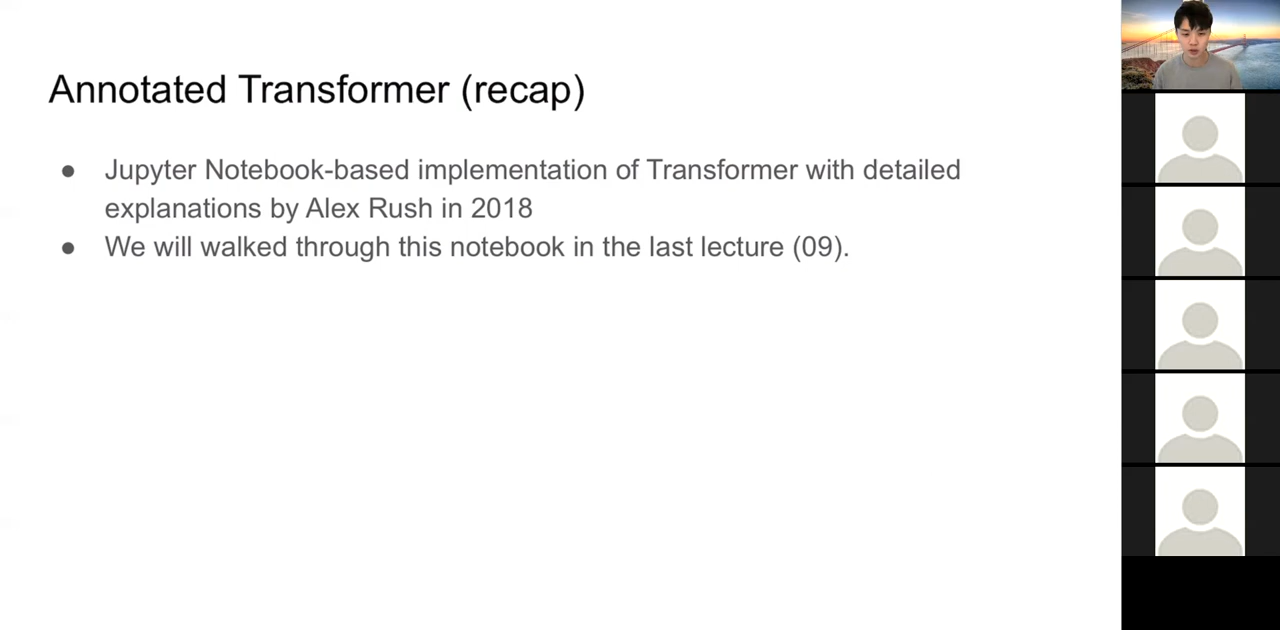 Annotated Transformer (recap)
● Jupyter Notebook-based implementation of Transformer with detailed
explanations by Alex Rush in 2018
● We will walked through this notebook in the last lecture (09).